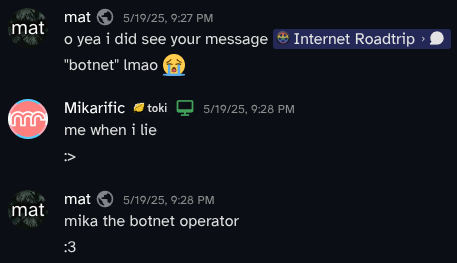 mat 5/19/25, 9:27 PM
o yea i did see your message Internet Roadtrip ›
"botnet" lmao 😭
Mikarific toki 5/19/25, 9:28 PM
me when i lie
:>
mat 5/19/25, 9:28 PM
mika the botnet operator
:3
mat
mat